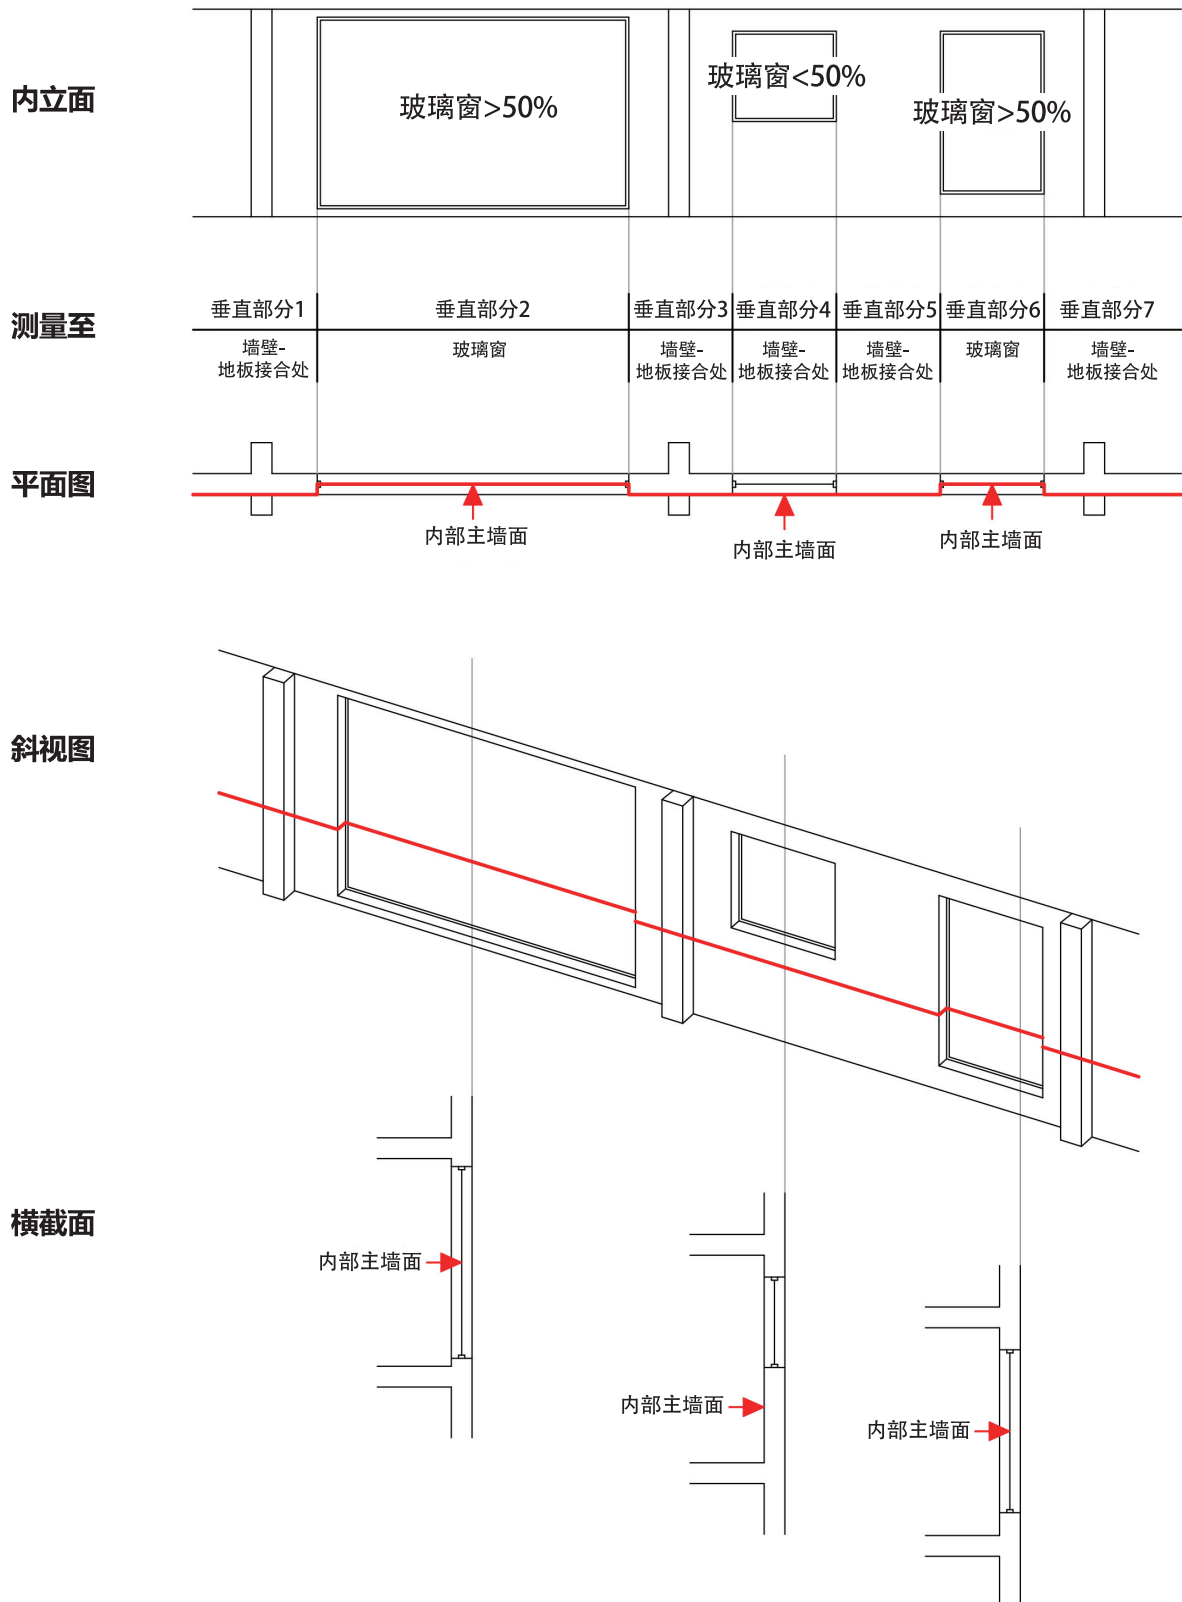 内立面
玻璃窗>50%
玻璃窗<50%
玻璃窗>50%
测量至
垂直部分1
垂直部分2
垂直部分3
垂直部分4
垂直部分5
垂直部分6
垂直部分7
墙壁-
地板接合处
玻璃窗
墙壁-
地板接合处
墙壁-
地板接合处
墙壁-
地板接合处
玻璃窗
墙壁-
地板接合处
平面图
内部主墙面
内部主墙面
内部主墙面
斜视图
横截面
内部主墙面
内部主墙面
内部主墙面